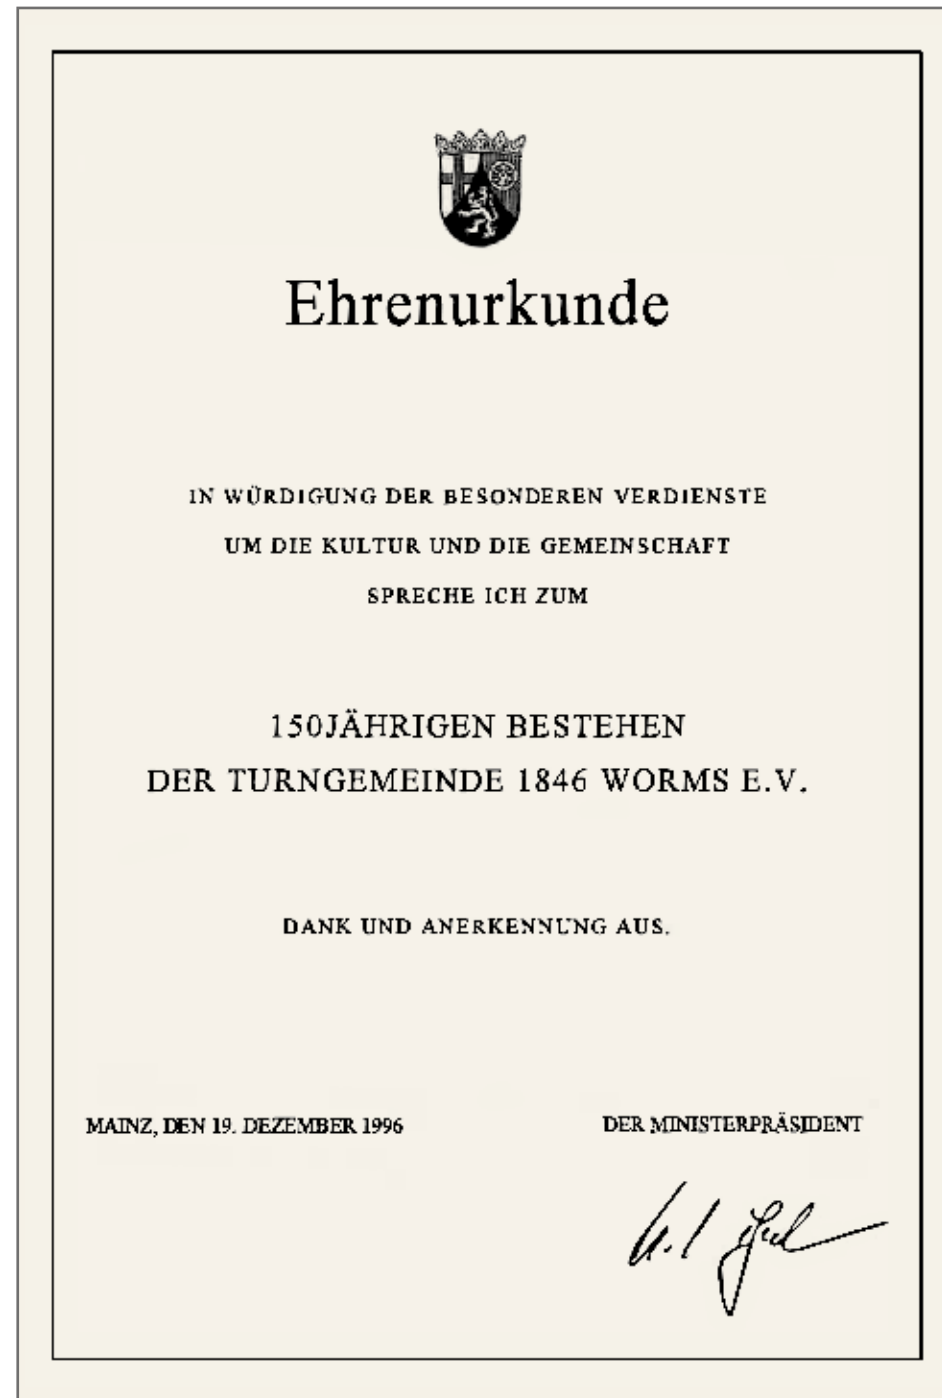 Ehrenurkunde
IN WÜRDIGUNG DER BESONDEREN VERDIENSTE
UM DIE KULTUR UND DIE GEMEINSCHAFT
SPRECHE ICH ZUM
150JÄHRIGEN BESTEHEN
DER TURNGEMEINDE 1846 WORMS E.V.
DANK UND ANERKENNUNG AUS.
MAINZ, DEN 19. DEZEMBER 1996
DER MINISTERPRÄSIDENT